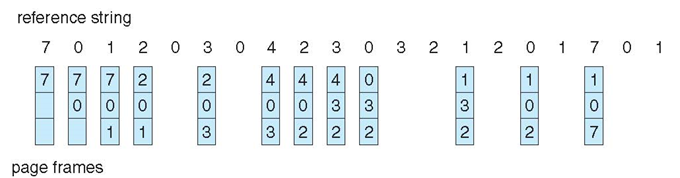 reference string
7 0 1 2 0 3 0 4 2 3 0 3 2 1 2 0 1 7 0 1
7 7 7 2 2 4 4 4 0 1 1 1
0 0 0 0 0 0 3 3 3 0 0
1 1 3 3 2 2 2 2 2 7
page frames